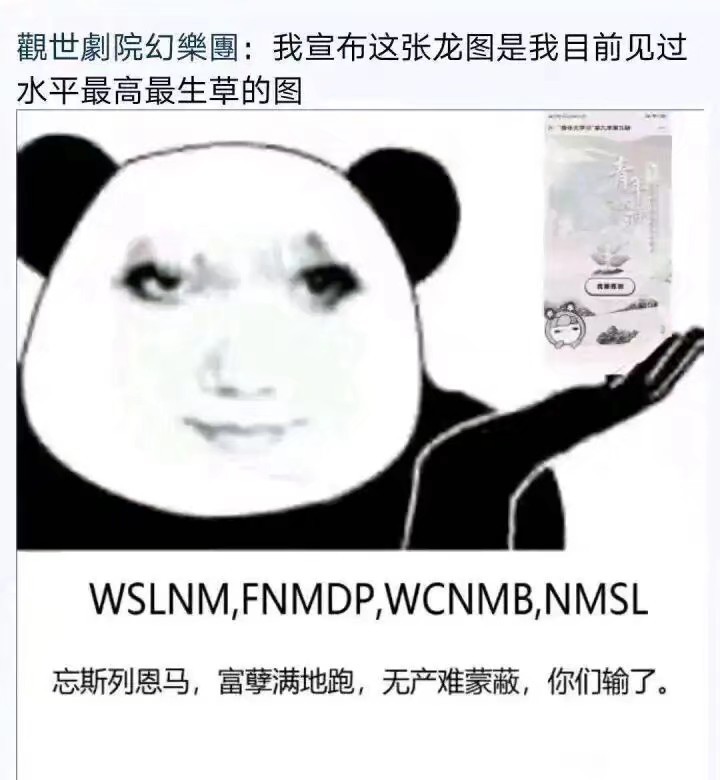 觀世劇院幻樂團：我宣布这张龙图是我目前见过
水平最高最生草的图
WSLNM,FNMDP,WCNMB,NMSL
忘斯列恩马，富孽满地跑，无产难蒙蔽，你们输了。